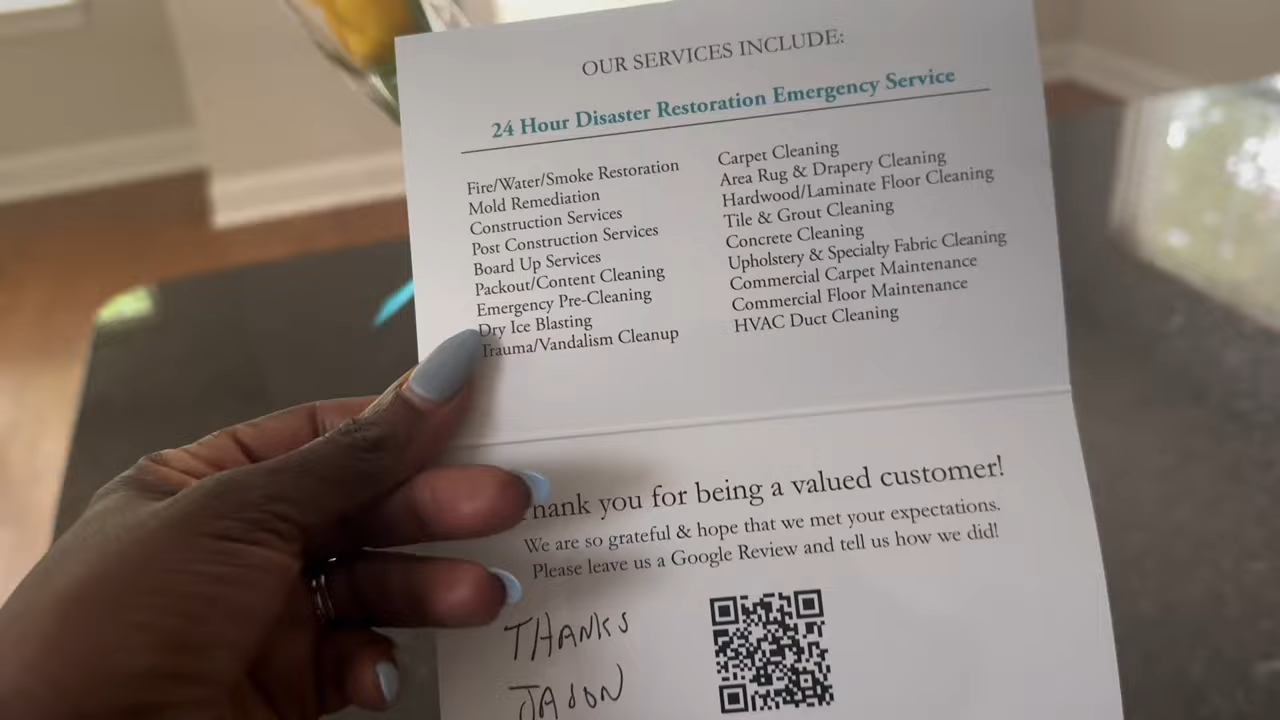 OUR SERVICES INCLUDE:
24 Hour Disaster Restoration Emergency Service
Fire/Water/Smoke Restoration
Mold Remediation
Construction Services
Post Construction Services
Board Up Services
Packout/Content Cleaning
Emergency Pre-Cleaning
Dry Ice Blasting
Trauma/Vandalism Cleanup
Carpet Cleaning
Area Rug & Drapery Cleaning
Hardwood/Laminate Floor Cleaning
Tile & Grout Cleaning
Concrete Cleaning
Upholstery & Specialty Fabric Cleaning
Commercial Carpet Maintenance
Commercial Floor Maintenance
HVAC Duct Cleaning
Thank you for being a valued customer!
We are so grateful & hope that we met your expectations.
Please leave us a Google Review and tell us how we did!
THANKS
JASON